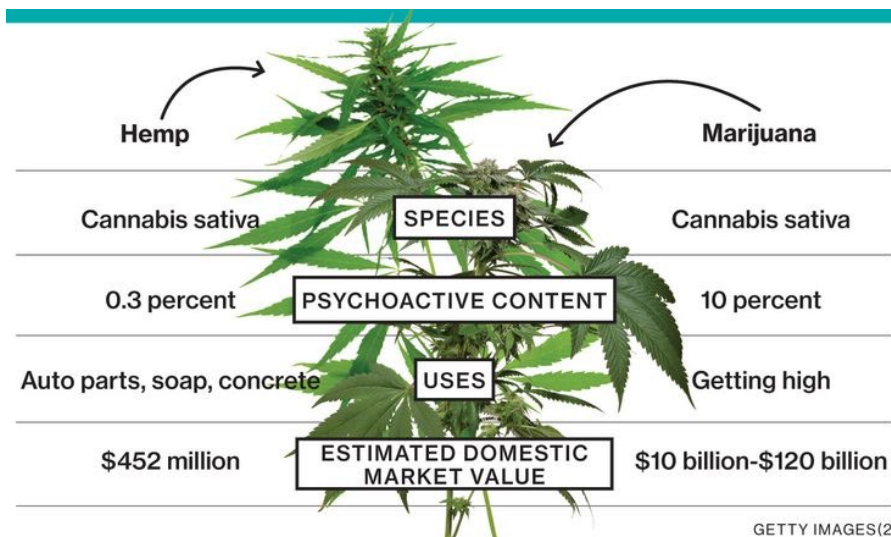 Hemp
Marijuana
Cannabis sativa
SPECIES
Cannabis sativa
0.3 percent
PSYCHOACTIVE CONTENT
10 percent
Auto parts, soap, concrete
USES
Getting high
$452 million
ESTIMATED DOMESTIC
MARKET VALUE
$10 billion-$120 billion
GETTY IMAGES(2